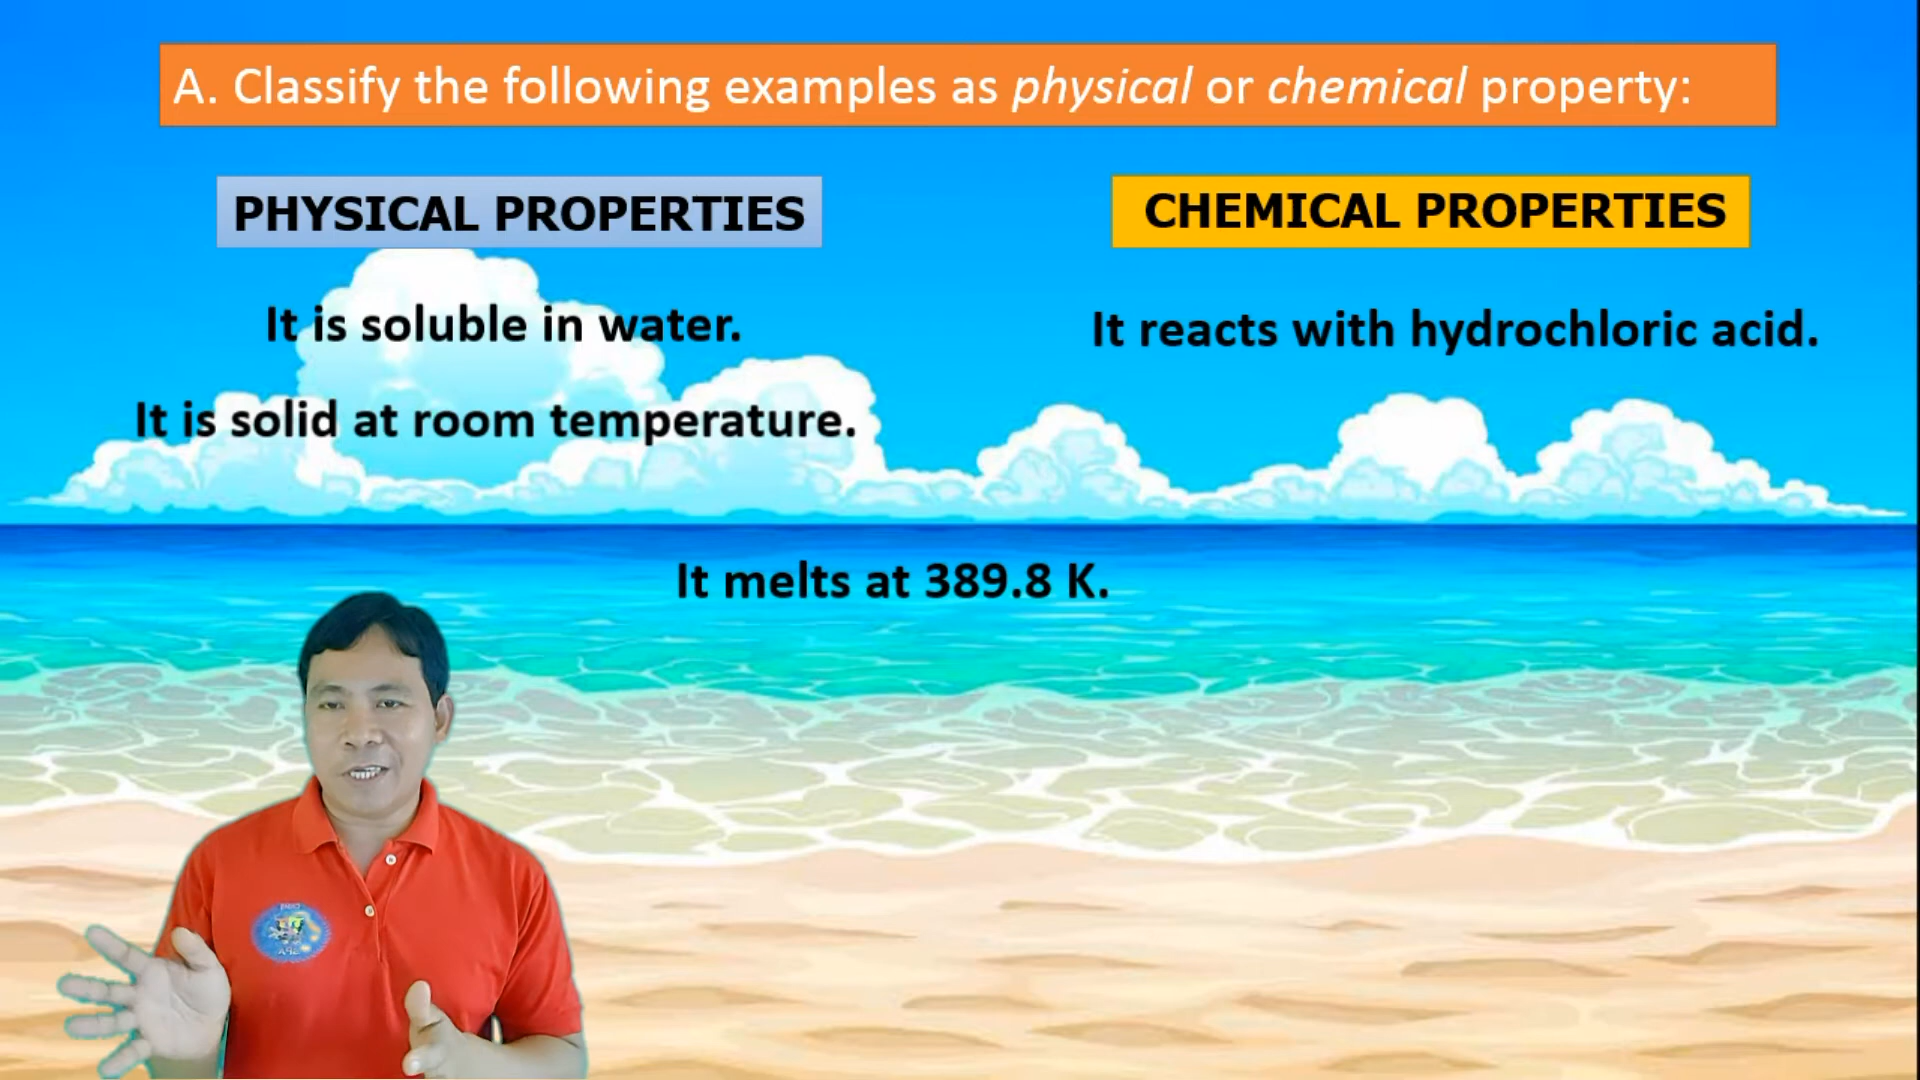 A. Classify the following examples as physical or chemical property:
PHYSICAL PROPERTIES
CHEMICAL PROPERTIES
It is soluble in water.
It reacts with hydrochloric acid.
It is solid at room temperature.
It melts at 389.8 K.